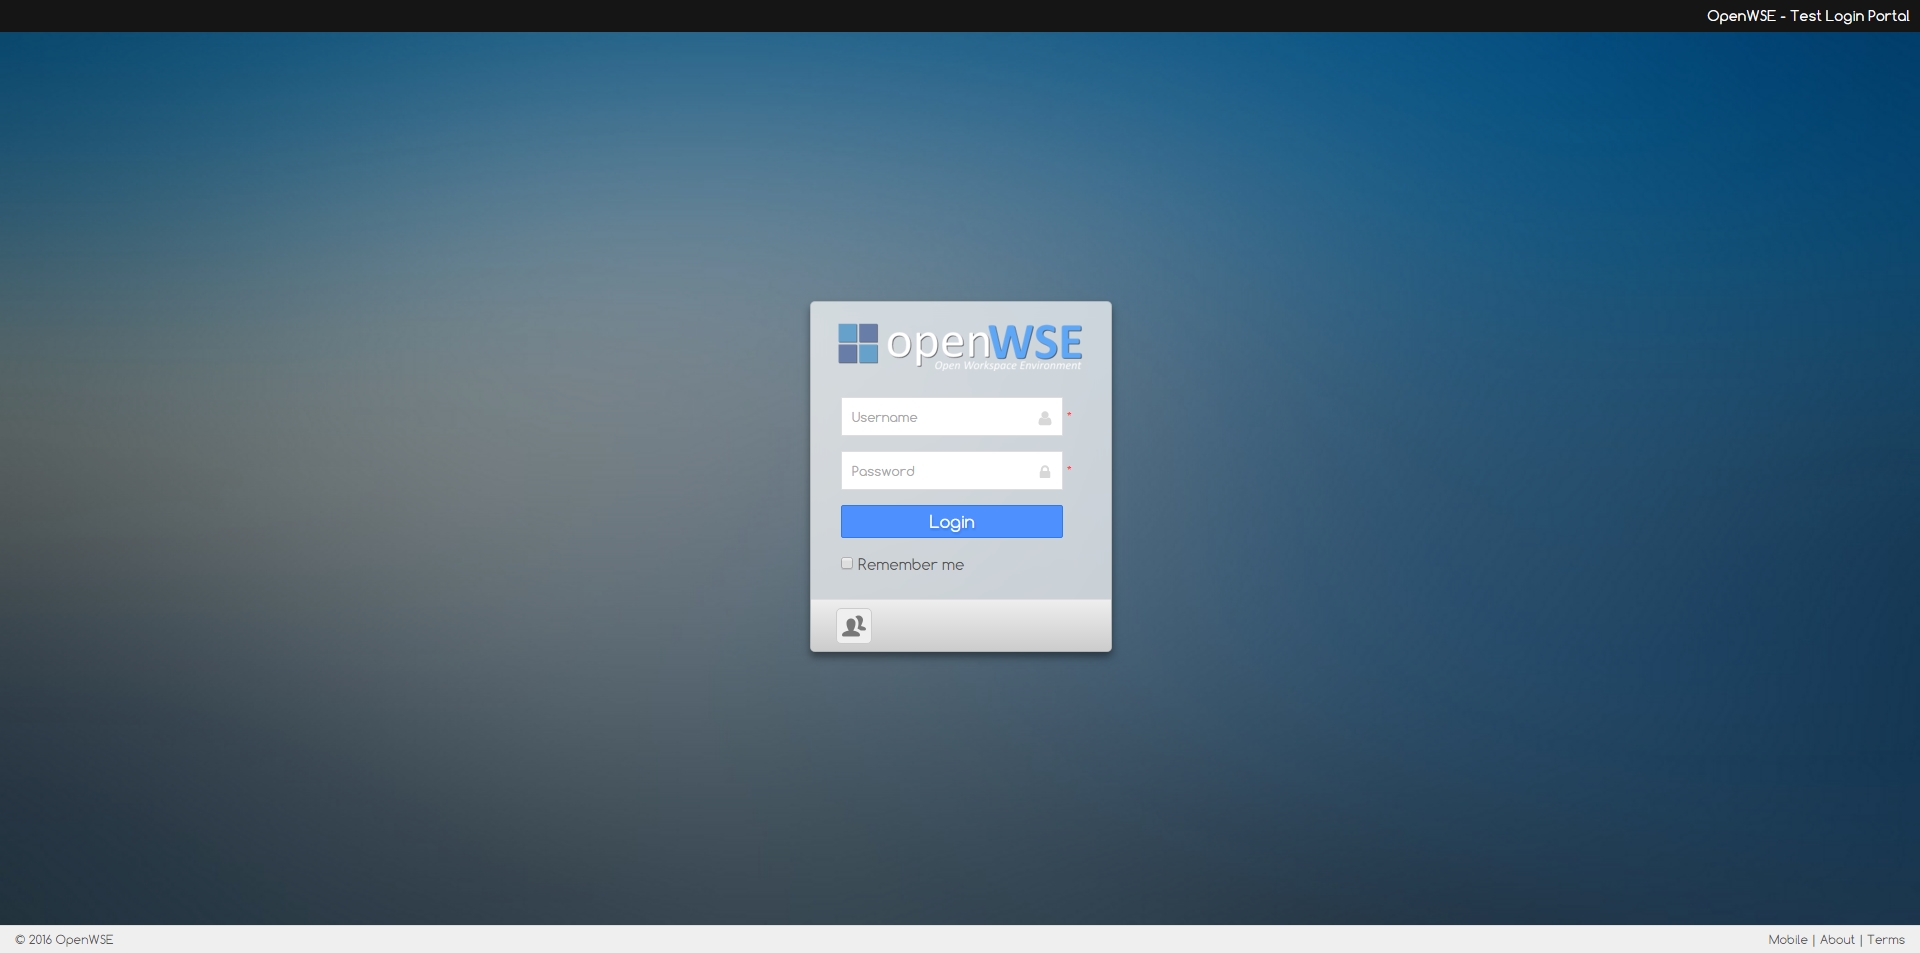 OpenWSE - Test Login Portal
openWSE
Open Workspace Environment
Username *
Password *
Login
Remember me
© 2016 OpenWSE
Mobile | About | Terms